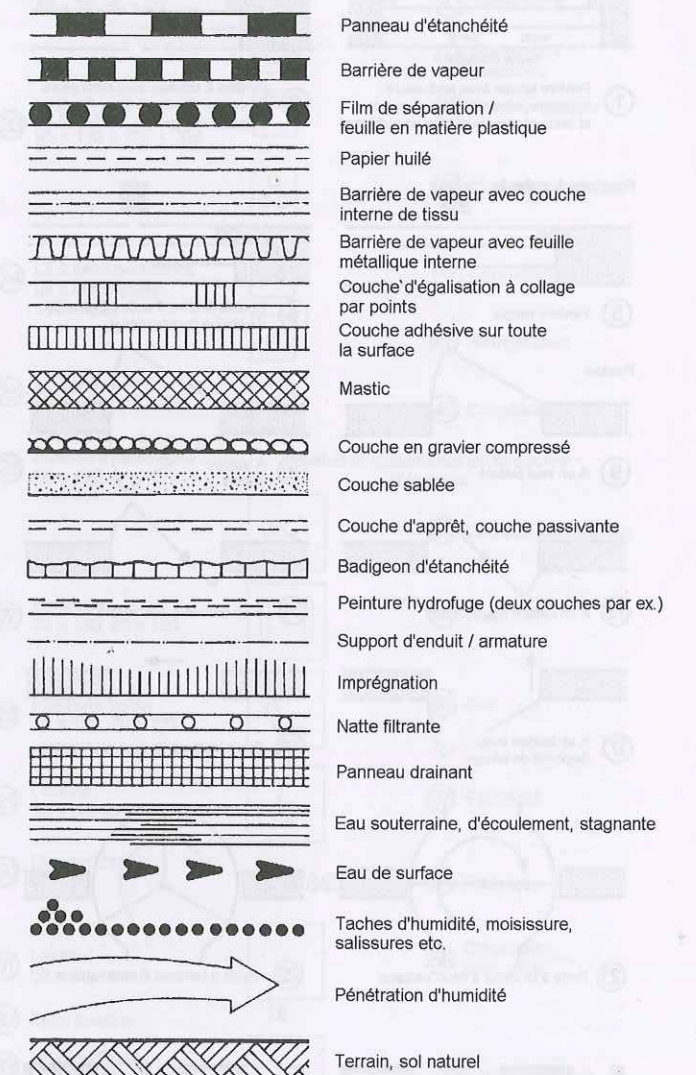 Panneau d'étanchéité
Barrière de vapeur
Film de séparation /
feuille en matière plastique
Papier huilé
Barrière de vapeur avec couche
interne de tissu
Barrière de vapeur avec feuille
métallique interne
Couche d'égalisation à collage
par points
Couche adhésive sur toute
la surface
Mastic
Couche en gravier compressé
Couche sablée
Couche d'apprêt, couche passivante
Badigeon d'étanchéité
Peinture hydrofuge (deux couches par ex.)
Support d'enduit / armature
Imprégnation
Natte filtrante
Panneau drainant
Eau souterraine, d'écoulement, stagnante
Eau de surface
Taches d'humidité, moisissure,
salissures etc.
Pénétration d'humidité
Terrain, sol naturel